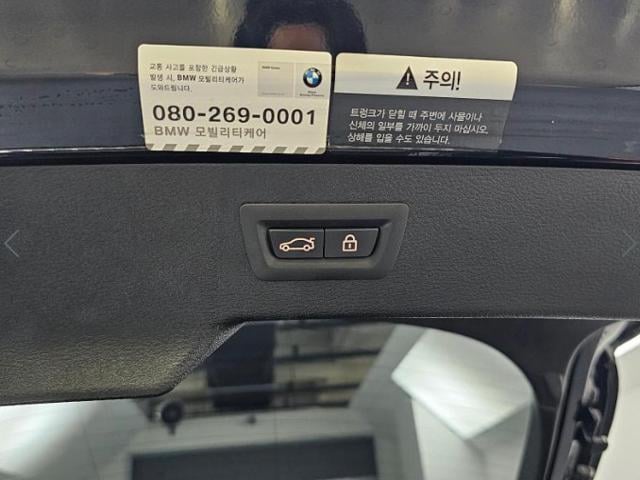 교통 사고를 포함한 긴급상황
발생 시, BMW 모빌리티케어가
도와드립니다.
080-269-0001
BMW 모빌리티케어
주의!
트렁크가 닫힐 때 주변에 사물이나
신체의 일부를 가까이 두지 마십시오.
상해를 입을 수도 있습니다.